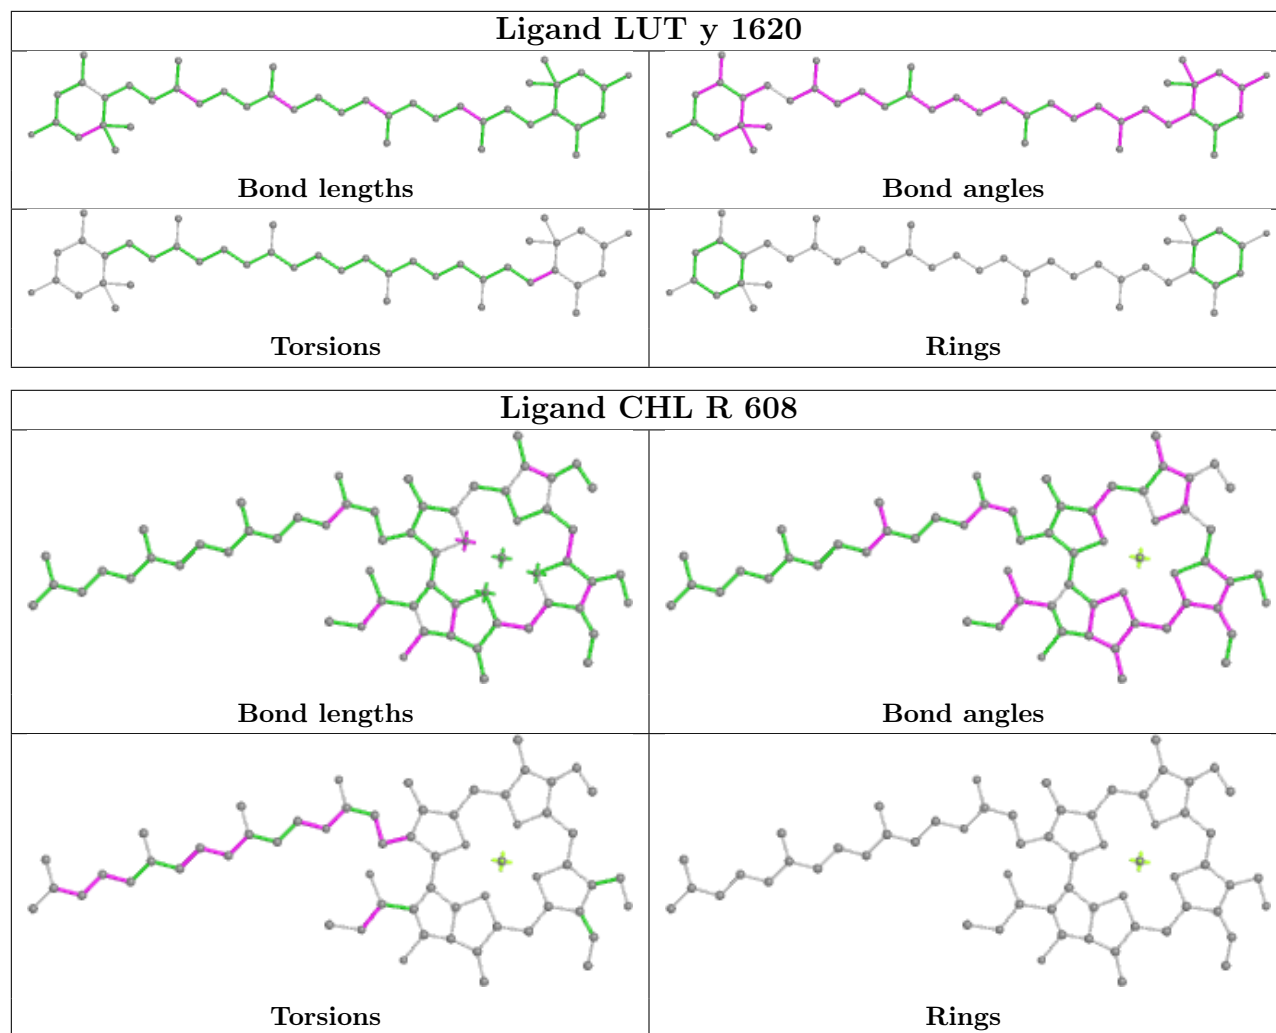 Ligand LUT y 1620
Bond lengths
Bond angles
Torsions
Rings
Ligand CHL R 608
Bond lengths
Bond angles
Torsions
Rings